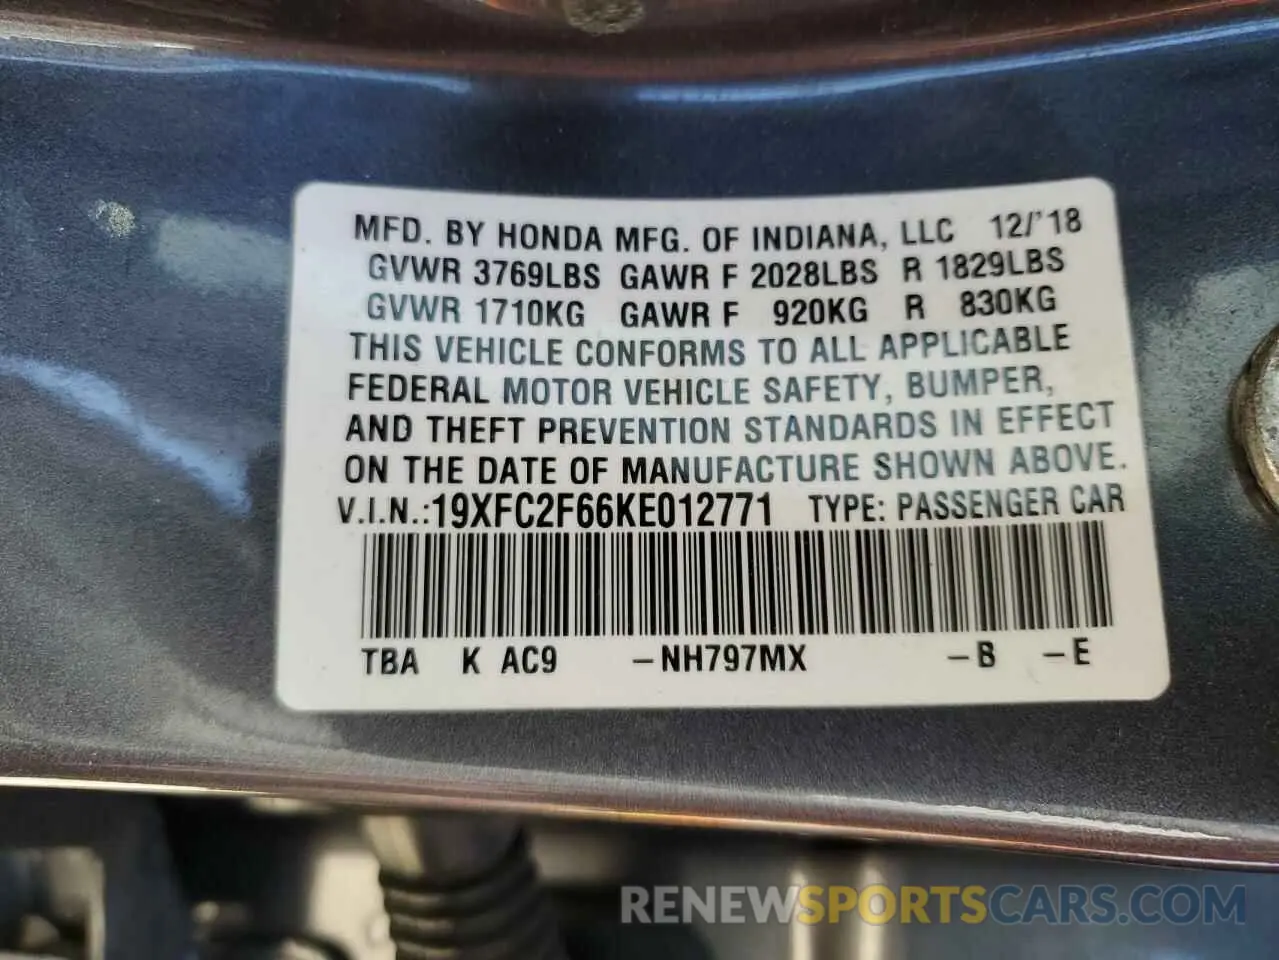 MFD. BY HONDA MFG. OF INDIANA, LLC 12/'18
GVWR 3769LBS GAWR F 2028LBS R 1829LBS
GVWR 1710KG GAWR F 920KG R 830KG
THIS VEHICLE CONFORMS TO ALL APPLICABLE
FEDERAL MOTOR VEHICLE SAFETY, BUMPER,
AND THEFT PREVENTION STANDARDS IN EFFECT
ON THE DATE OF MANUFACTURE SHOWN ABOVE.
V.I.N.:19XFC2F66KE012771 TYPE: PASSENGER CAR
TBA K AC9 –NH797MX –B –E
RENEWSPORTSCARS.COM